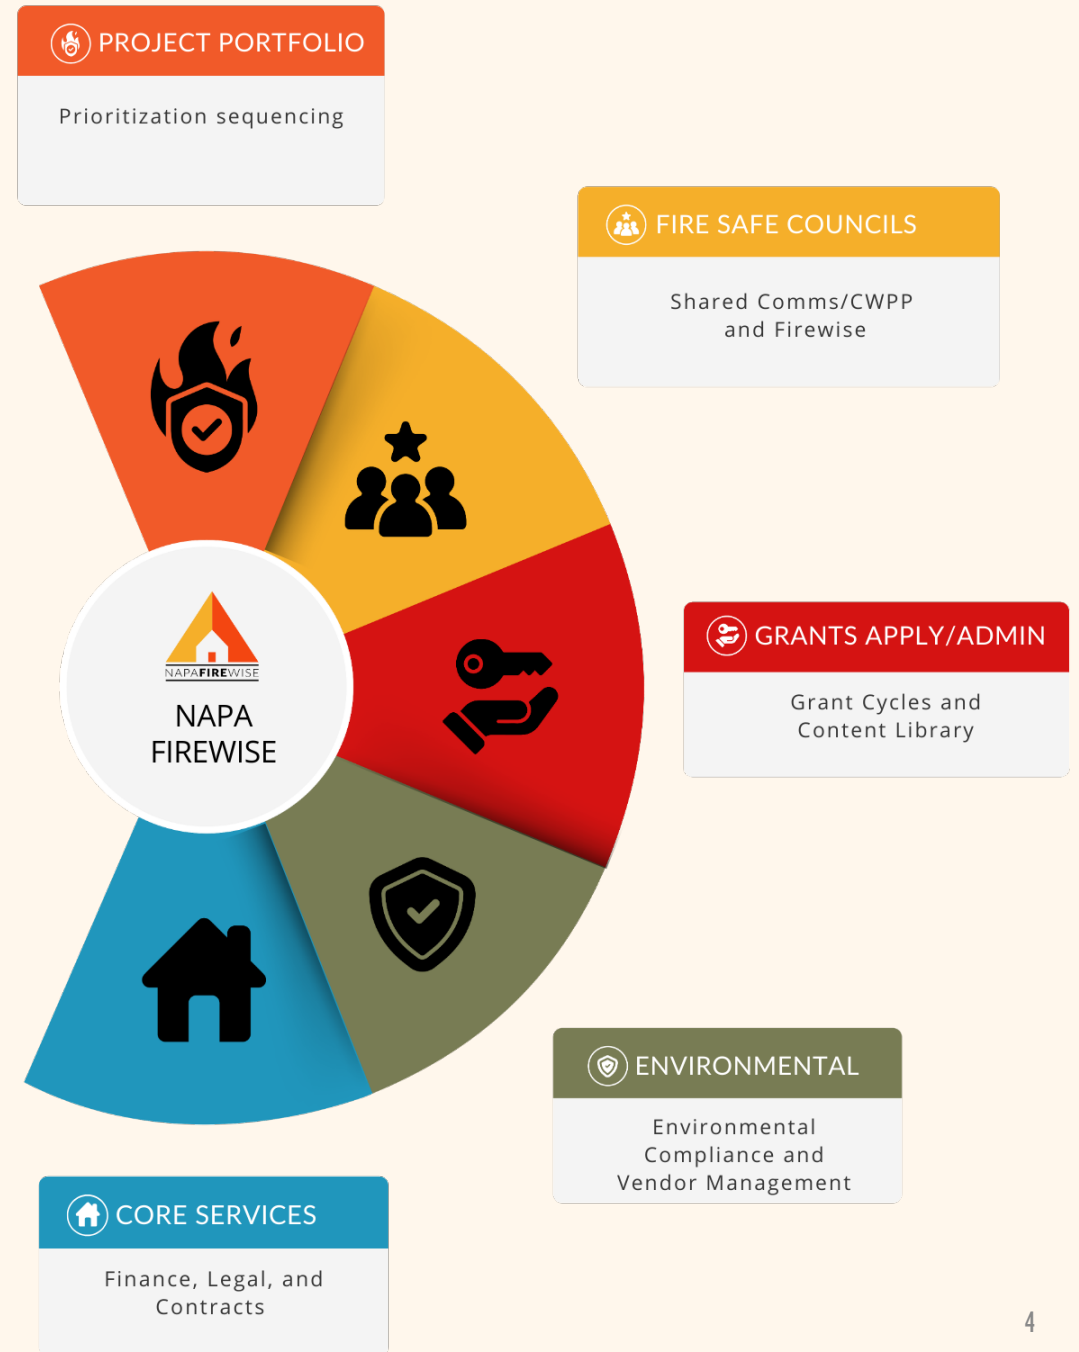 PROJECT PORTFOLIO
Prioritization sequencing
FIRE SAFE COUNCILS
Shared Comms/CWPP
and Firewise
GRANTS APPLY/ADMIN
Grant Cycles and
Content Library
NAPAFIREWISE
NAPA
FIREWISE
ENVIRONMENTAL
Environmental
Compliance and
Vendor Management
CORE SERVICES
Finance, Legal, and
Contracts
4